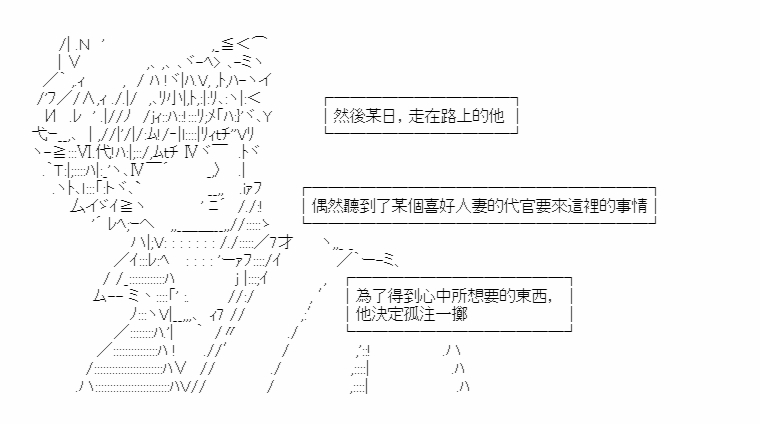 然後某日，走在路上的他
偶然聽到了某個喜好人妻的代官要來這裡的事情
為了得到心中所想要的東西，
他決定孤注一擲